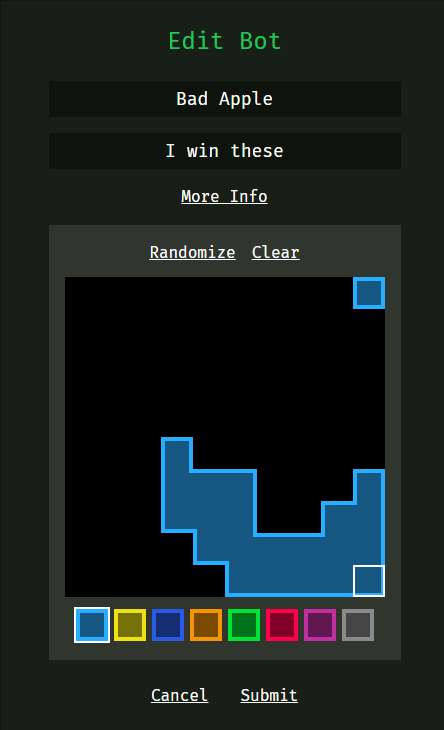 Edit Bot
Bad Apple
I win these
More Info
Randomize Clear
Cancel Submit